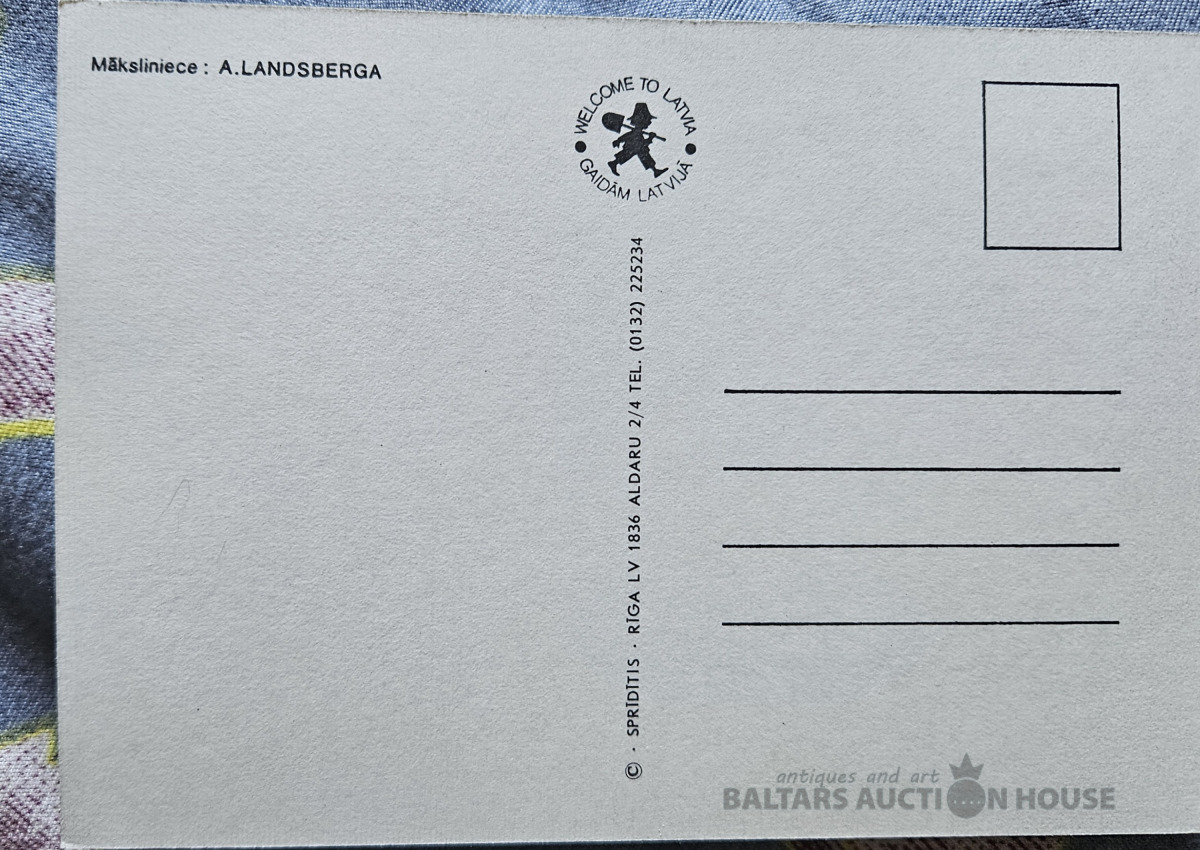 Māksliniece : A.LANDSBERGA
• WELCOME TO LATVIA •
GAIDĀM LATVIJĀ
© · SPRĪDĪTIS · RĪGA LV 1836 ALDARU 2/4 TEL. (0132) 225234
antiques and art
BALTARS AUCTION HOUSE